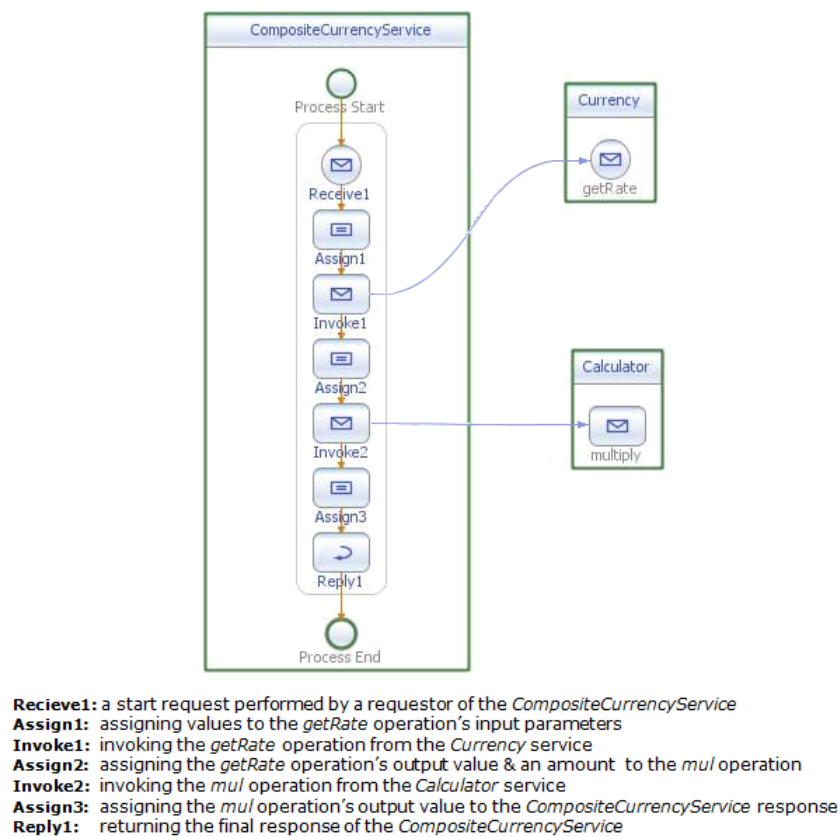 CompositeCurrencyService
Process Start
Receive1
Assign1
Invoke1
Assign2
Invoke2
Assign3
Reply1
Process End
Currency
getRate
Calculator
multiply
Recieve1: a start request performed by a requestor of the CompositeCurrencyService
Assign1: assigning values to the getRate operation's input parameters
Invoke1: invoking the getRate operation from the Currency service
Assign2: assigning the getRate operation's output value & an amount to the mul operation
Invoke2: invoking the mul operation from the Calculator service
Assign3: assigning the mul operation's output value to the CompositeCurrencyService response
Reply1: returning the final response of the CompositeCurrencyService